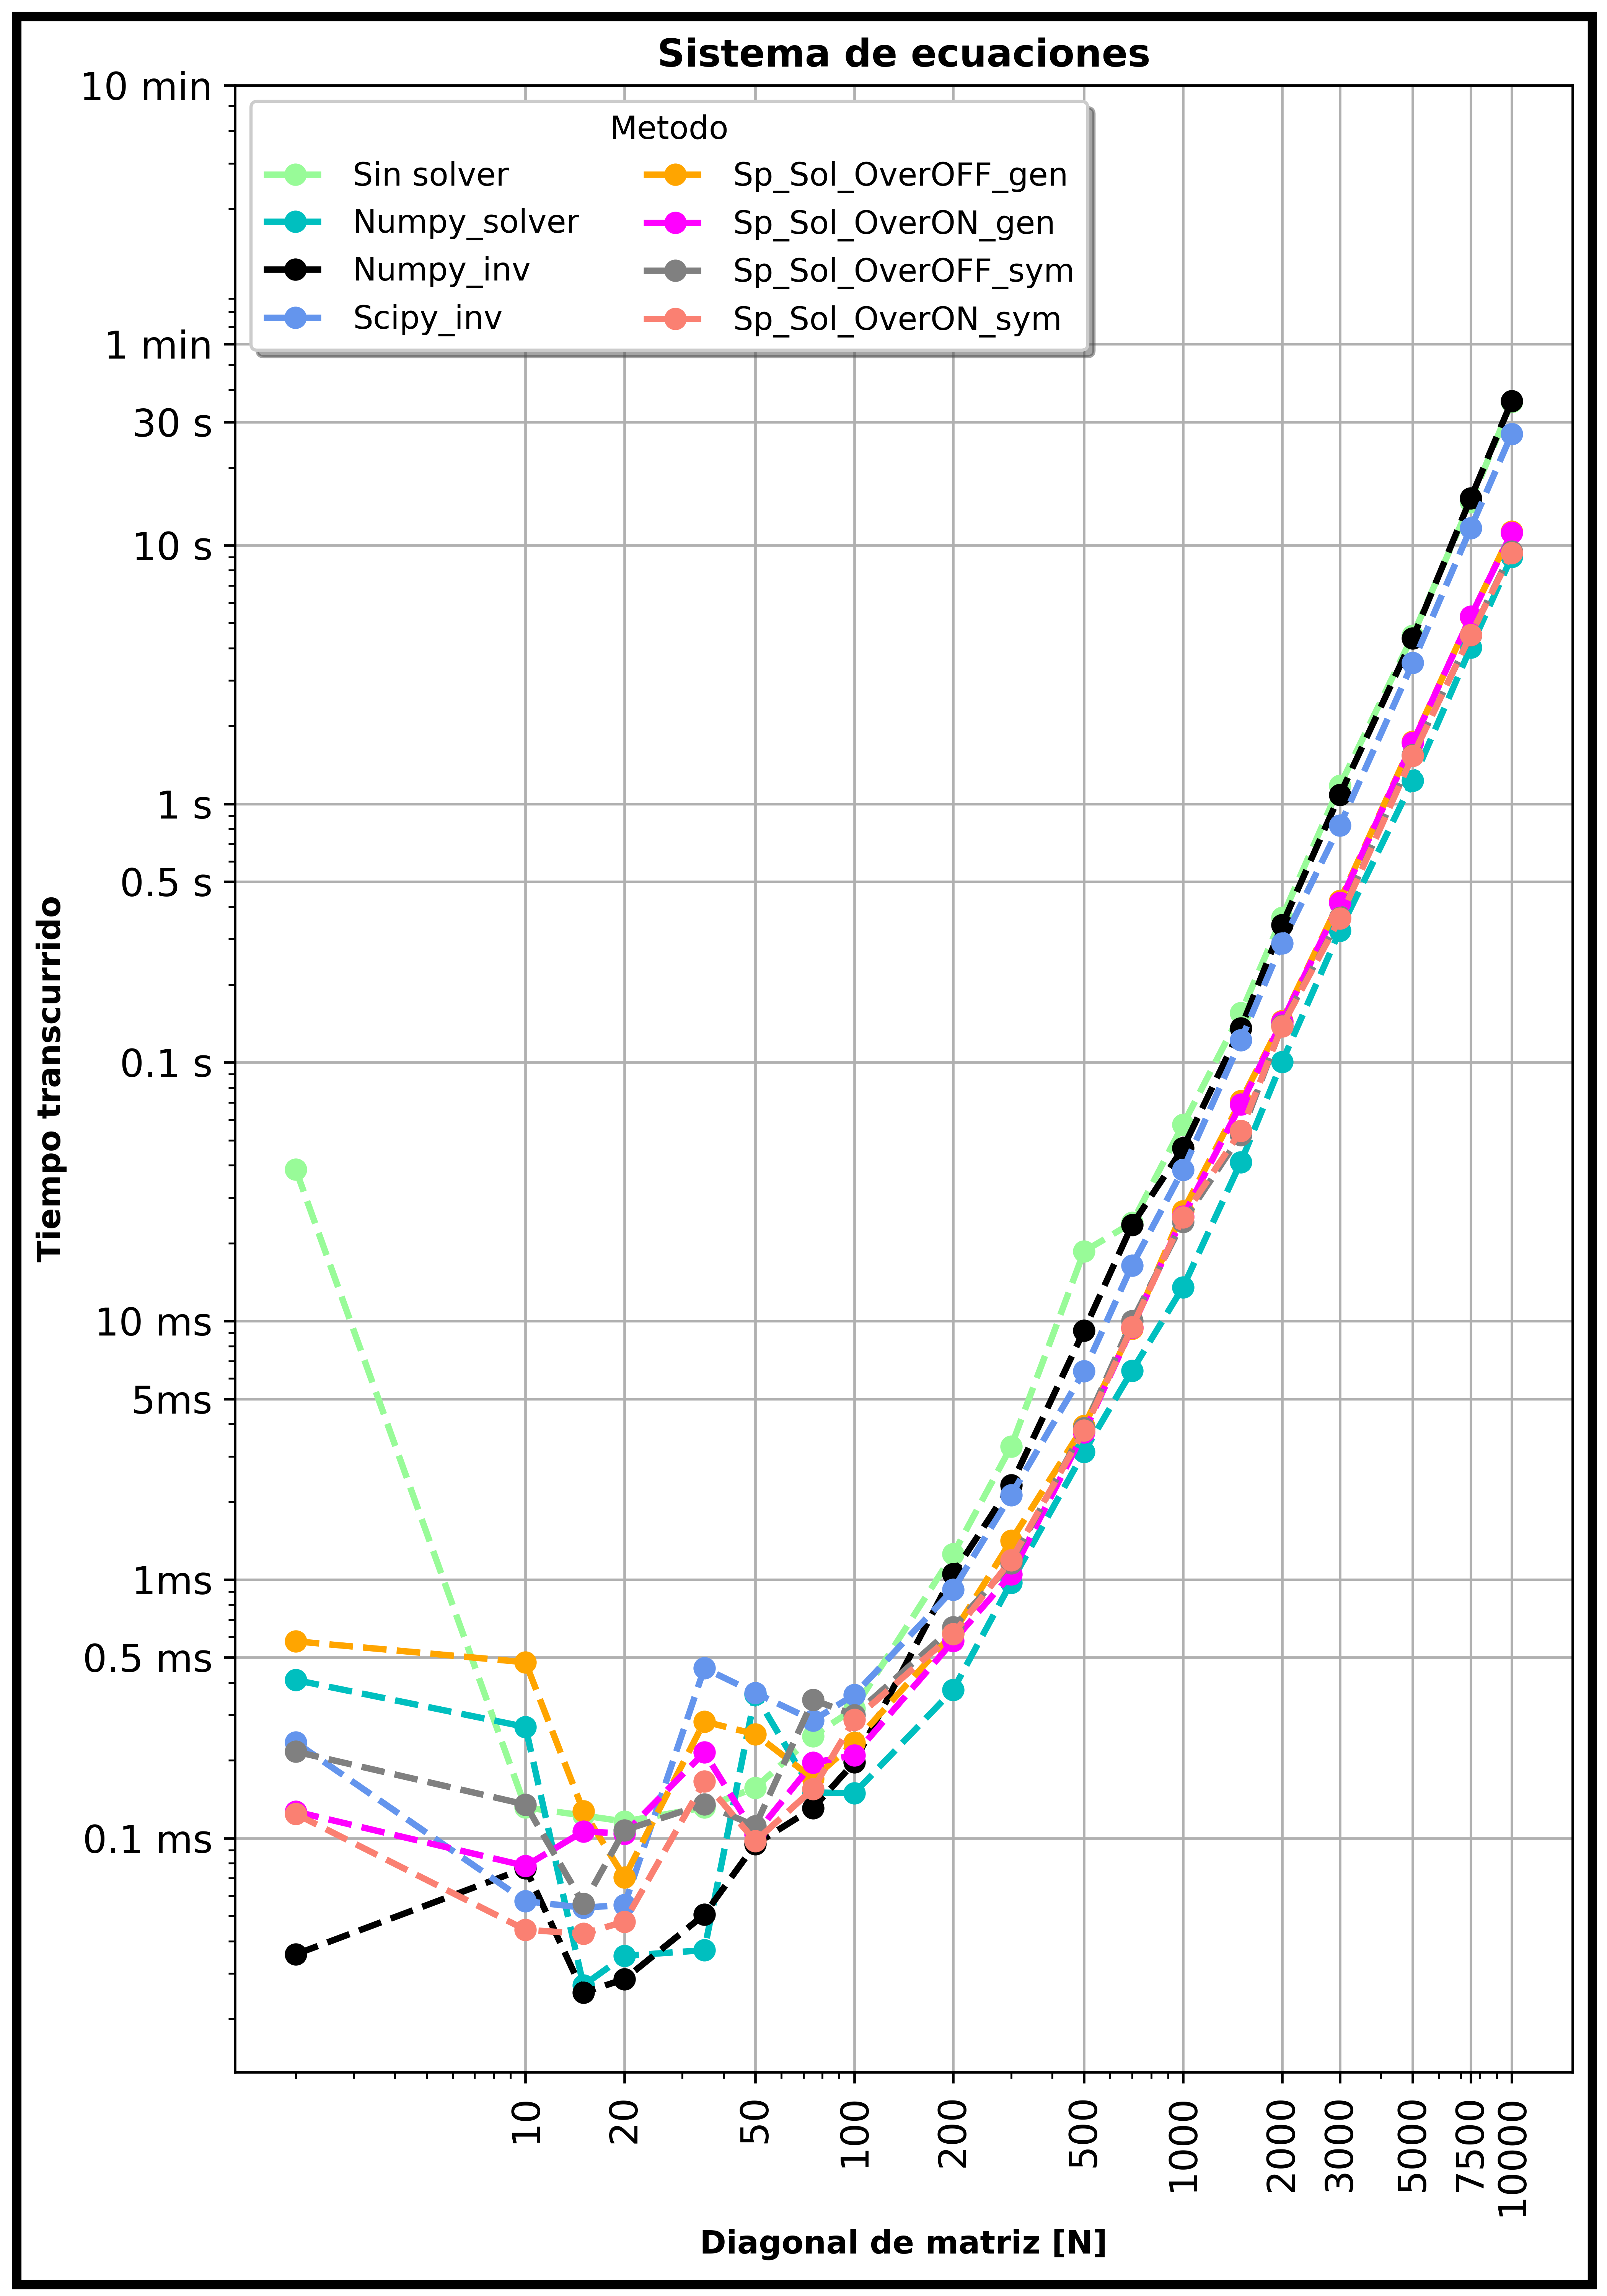 Sistema de ecuaciones
Metodo
Sin solver
Numpy_solver
Numpy_inv
Scipy_inv
Sp_Sol_OverOFF_gen
Sp_Sol_OverON_gen
Sp_Sol_OverOFF_sym
Sp_Sol_OverON_sym
Tiempo transcurrido
10 min
1 min
30 s
10 s
1 s
0.5 s
0.1 s
10 ms
5ms
1ms
0.5 ms
0.1 ms
10
20
50
100
200
500
1000
2000
3000
5000
7500
10000
Diagonal de matriz [N]